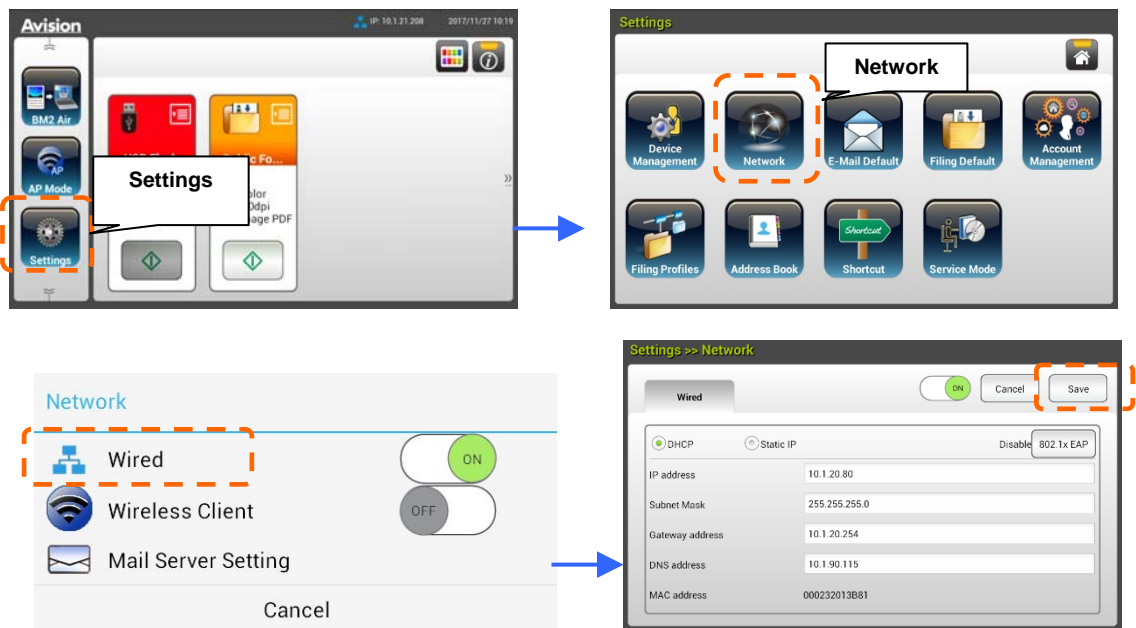 Avision
IP: 10.1.21.208 2017/11/27 10:19
BM2 Air
AP Mode
Settings
Fo...
Settings
age PDF
Settings
Network
Device
Management
Network
E-Mail Default
Filing Default
Account
Management
Filing Profiles
Address Book
Shortcut
Shortcut
Service Mode
Network
Wired
ON
Wireless Client
OFF
Mail Server Setting
Cancel
Settings >> Network
Wired
ON
Cancel
Save
DHCP
Static IP
Disable
802.1x EAP
IP address 10.1.20.80
Subnet Mask 255.255.255.0
Gateway address 10.1.20.254
DNS address 10.1.90.115
MAC address 000232013B81